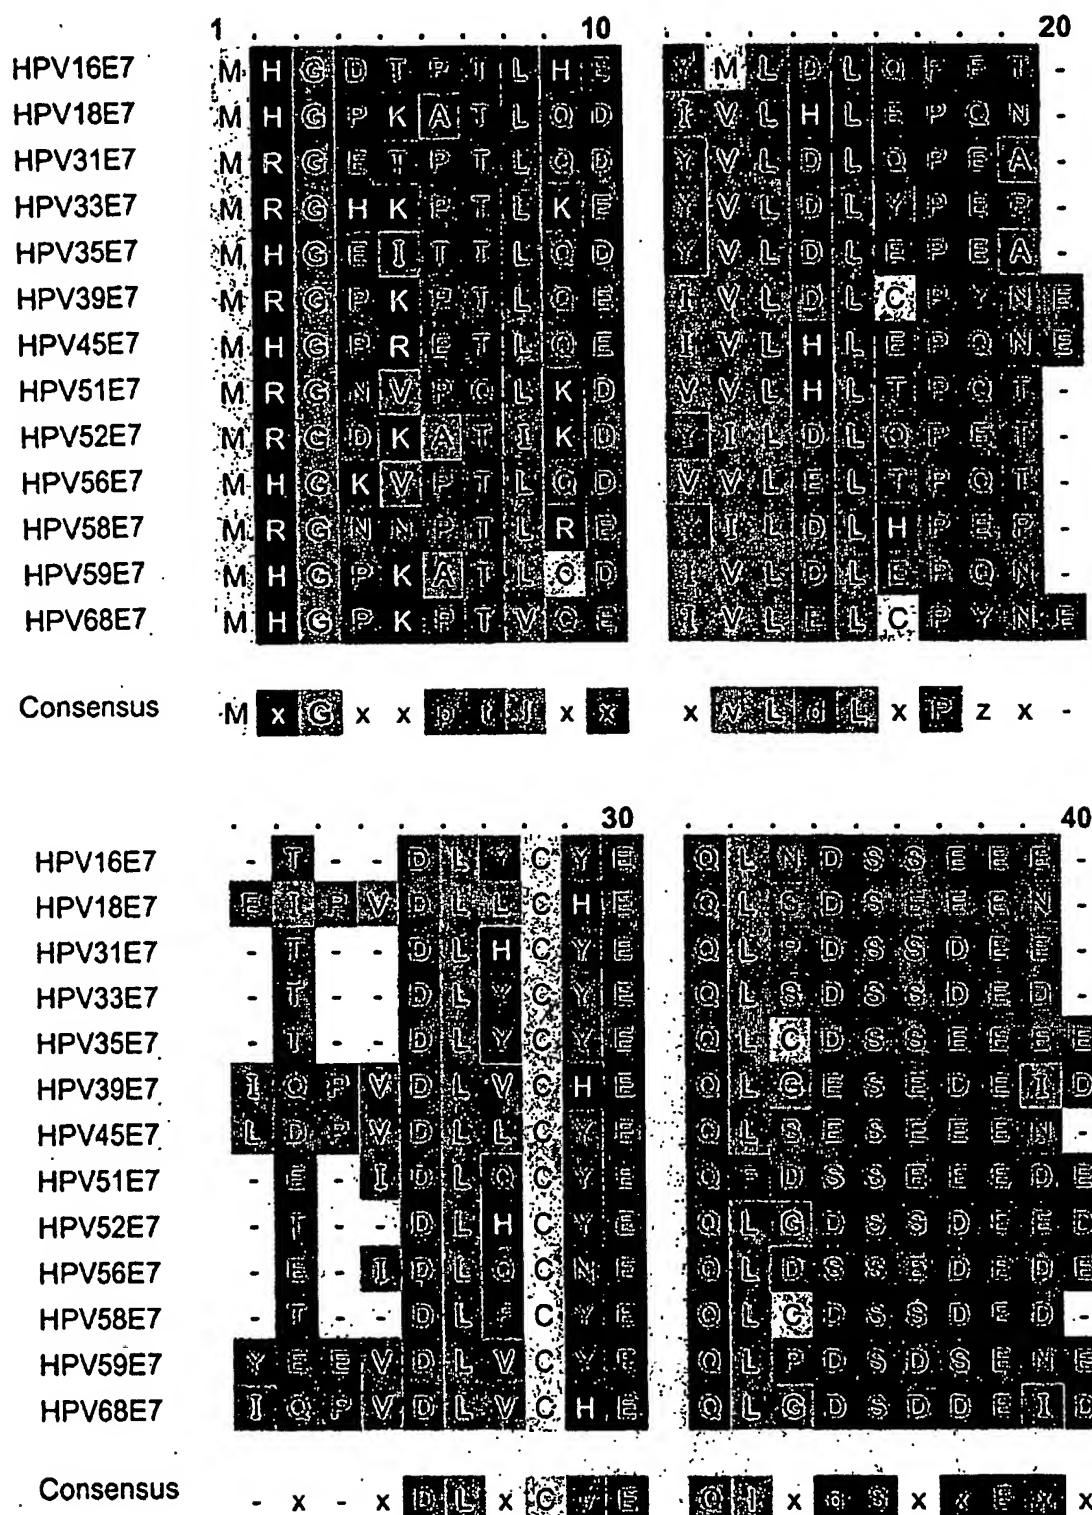 1 . . . . . . . . 10 . . . . . . . . . 20
HPV16E7 M H G D T P T L H E Y M L D L Q P E T -
HPV18E7 M H G P K A T L Q D I V L H L E P Q N -
HPV31E7 M R G E T P T L Q D Y V L D L Q P E A -
HPV33E7 M R G H K P T L K E Y V L D L Y P E P -
HPV35E7 M H G E I T T L Q D Y V L D L E P E A -
HPV39E7 M R G P K P T L Q E I V L D L C P Y N E
HPV45E7 M H G P R E T L Q E I V L H L E P Q N E
HPV51E7 M R G N V P Q L K D V V L H L T P Q T -
HPV52E7 M R G D K A T I K D Y I L D L Q P E T -
HPV56E7 M H G K V P T L Q D V V L E L T P Q T -
HPV58E7 M R G N N P T L R E Y I L D L H P E P -
HPV59E7 M H G P K A T L Q D I V L D L E P Q N -
HPV68E7 M H G P K P T V Q E I V L E L C P Y N E
Consensus M x G x x p t l x x x v L d L x P z x -
. . . . . . . . . 30 . . . . . . . . . 40
HPV16E7 - T - - D L Y C Y E Q L N D S S E E E -
HPV18E7 E I P V D L L C H E Q L S D S E E E N -
HPV31E7 - T - - D L H C Y E Q L P D S S D E E -
HPV33E7 - T - - D L Y C Y E Q L S D S S D E D -
HPV35E7 - T - - D L Y C Y E Q L C D S S E E E E
HPV39E7 I Q P V D L V C H E Q L G E S E D E I D
HPV45E7 L D P V D L L C Y E Q L S E S E E E N -
HPV51E7 - E - I D L Q C Y E Q F D S S E E E D E
HPV52E7 - T - - D L H C Y E Q L G D S S D E E D
HPV56E7 - E - I D L Q C N E Q L D S S E D E D E
HPV58E7 - T - - D L F C Y E Q L C D S S D E D -
HPV59E7 Y E E V D L V C Y E Q L P D S D S E N E
HPV68E7 I Q P V D L V C H E Q L G D S D D E I D
Consensus - x - x D L x C y E Q l x d S x x E x x